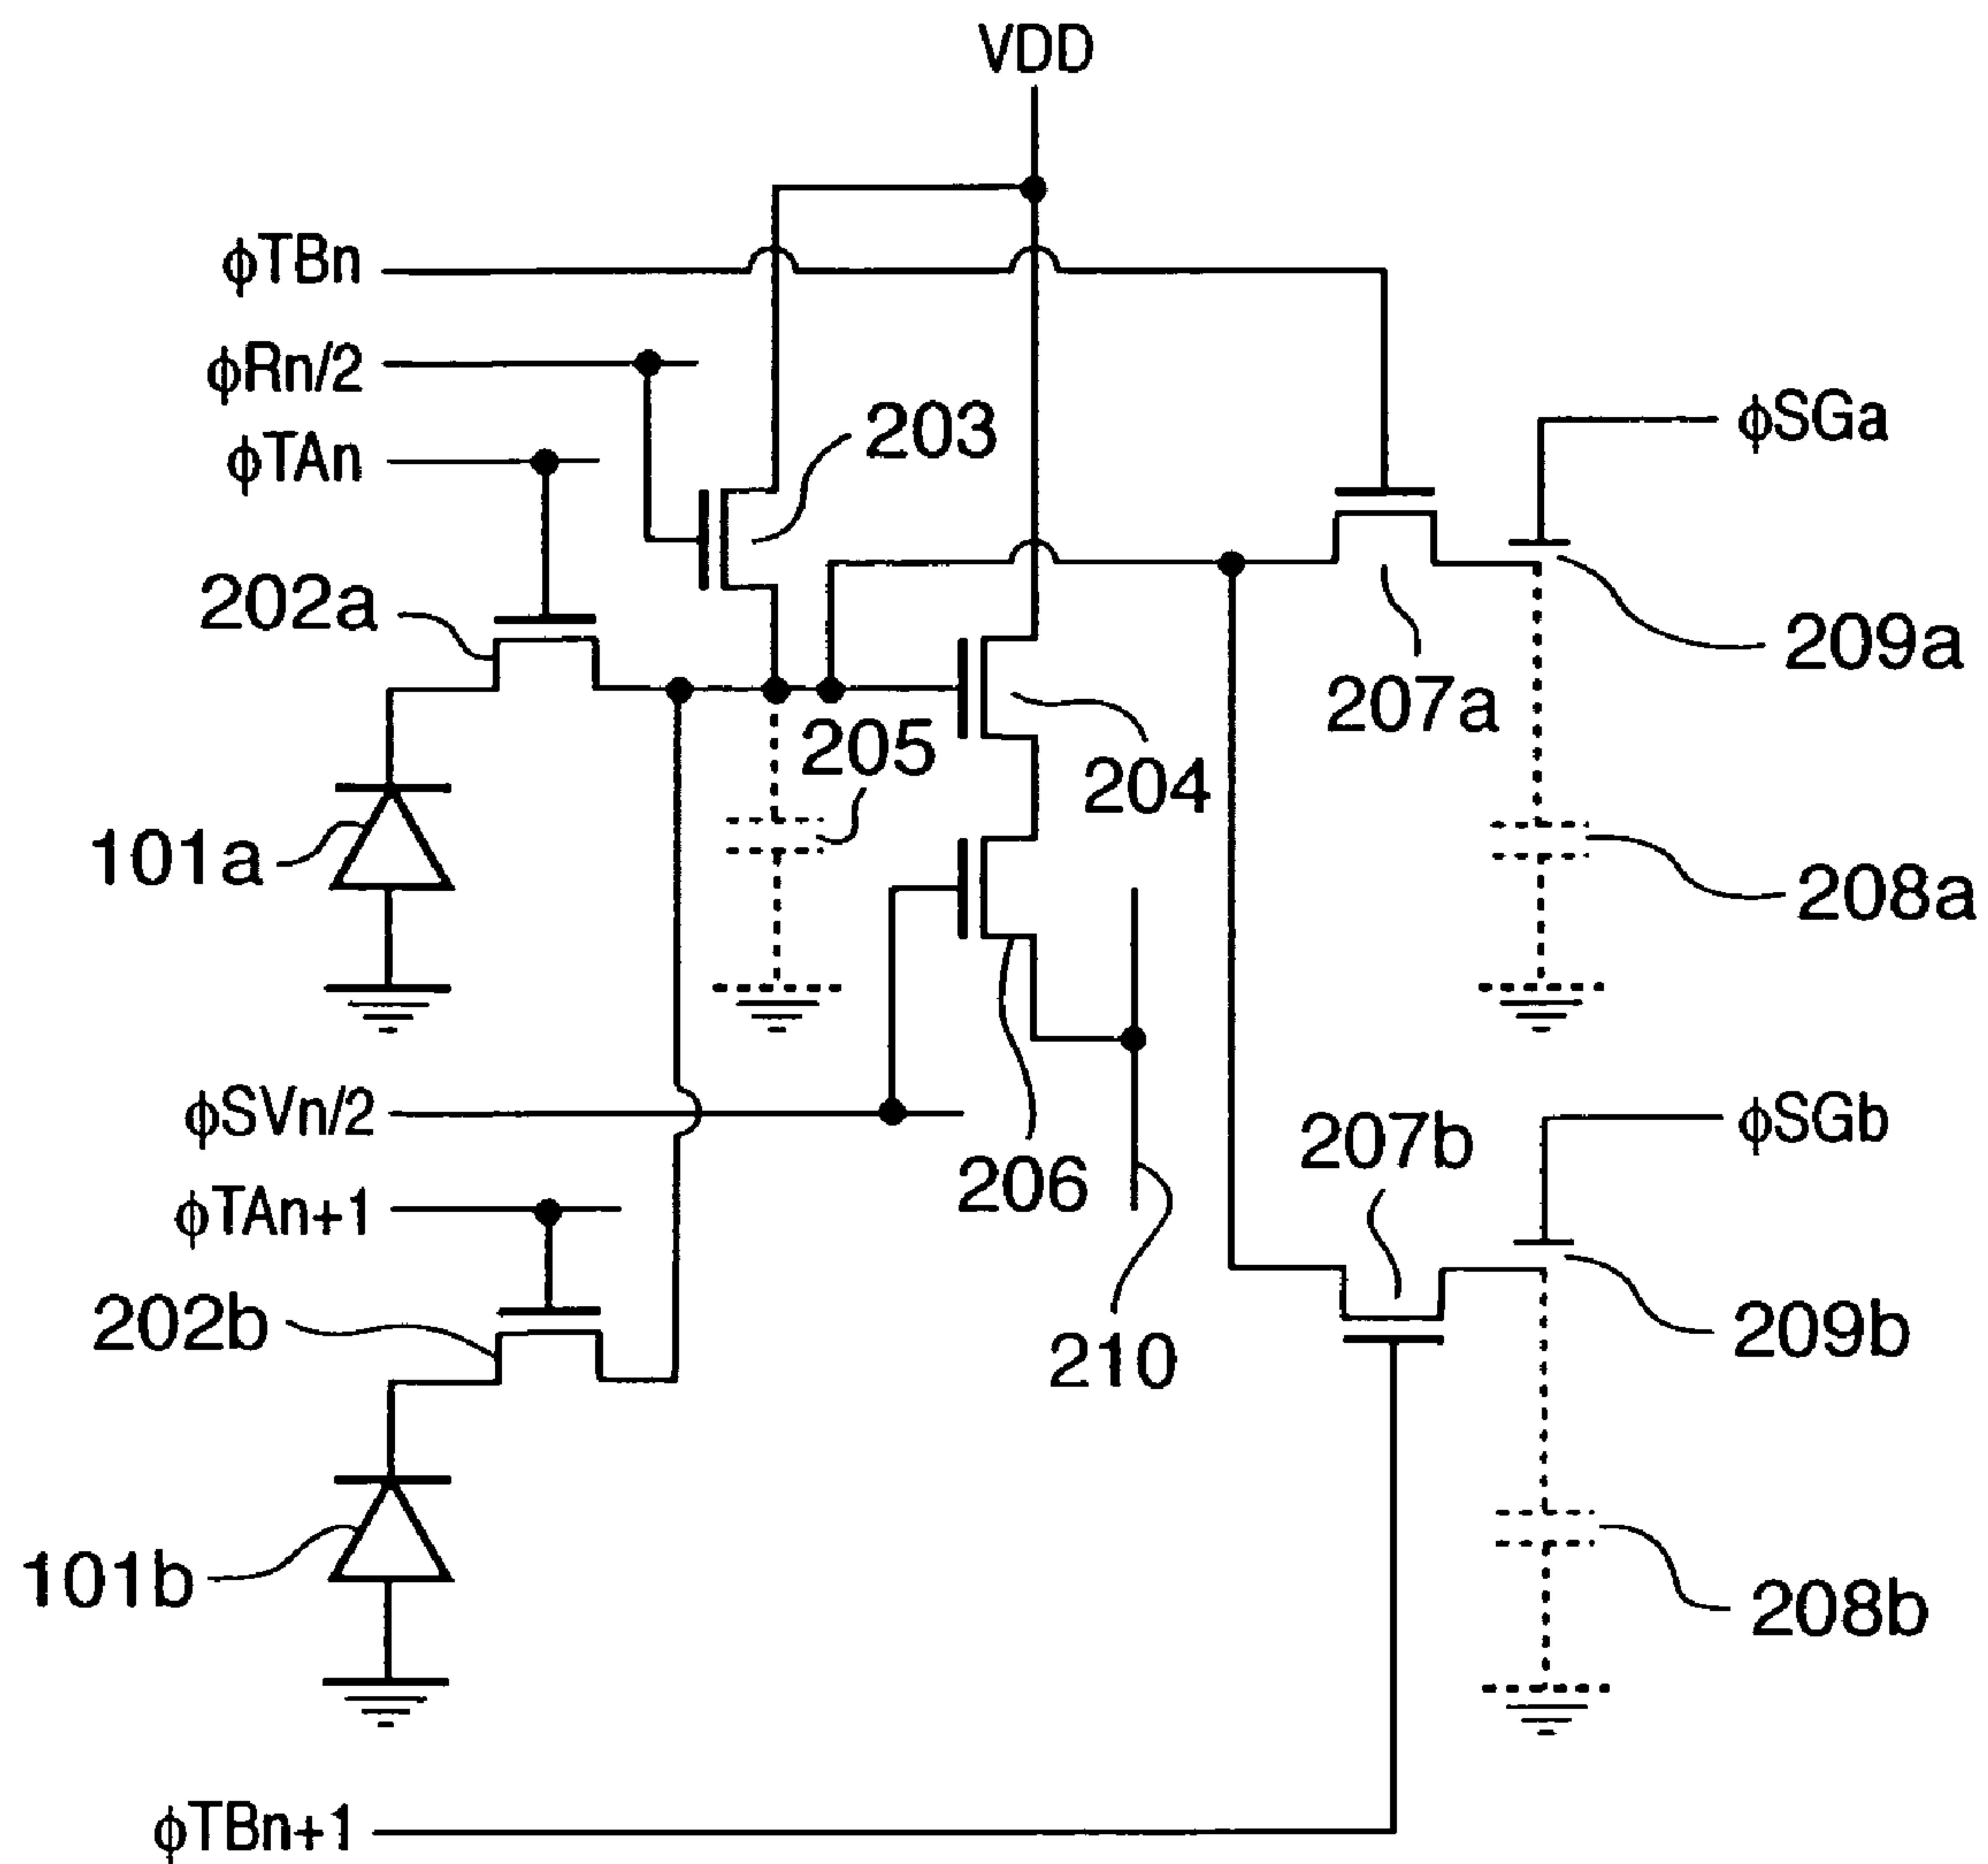 VDD
ϕTBn
ϕRn/2
ϕSGa
203
ϕTAn
202a
209a
207a
205
204
101a
208a
ϕSVn/2
ϕSGb
207b
206
ϕTAn+1
202b
209b
210
101b
208b
ϕTBn+1